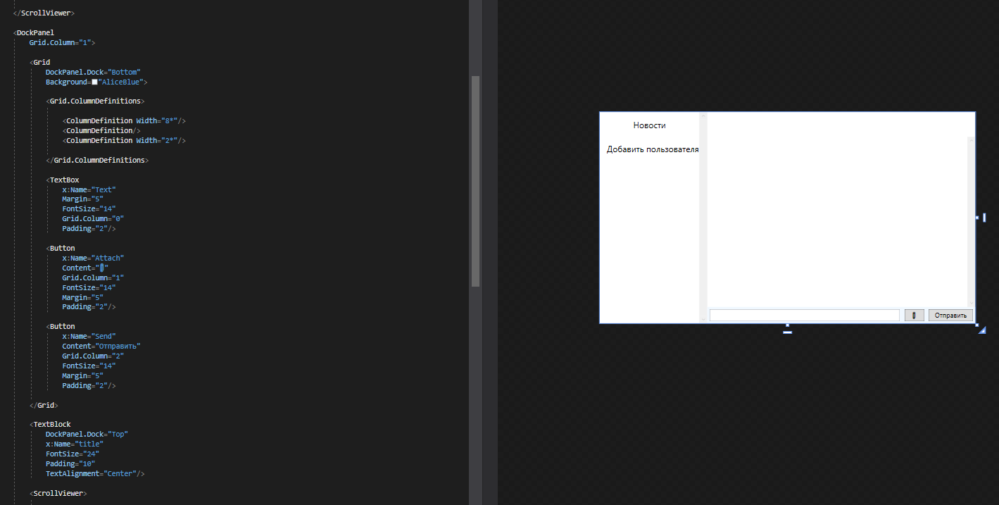 </ScrollViewer>
<DockPanel
Grid.Column="1">
<Grid
DockPanel.Dock="Bottom"
Background="AliceBlue">
<Grid.ColumnDefinitions>
<ColumnDefinition Width="8*"/>
<ColumnDefinition/>
<ColumnDefinition Width="2*"/>
</Grid.ColumnDefinitions>
<TextBox
x:Name="Text"
Margin="5"
FontSize="14"
Grid.Column="0"
Padding="2"/>
<Button
x:Name="Attach"
Content="📎"
Grid.Column="1"
FontSize="14"
Margin="5"
Padding="2"/>
<Button
x:Name="Send"
Content="Отправить"
Grid.Column="2"
FontSize="14"
Margin="5"
Padding="2"/>
</Grid>
<TextBlock
DockPanel.Dock="Top"
x:Name="title"
FontSize="24"
Padding="10"
TextAlignment="Center"/>
<ScrollViewer>
Новости
Добавить пользователя
Отправить